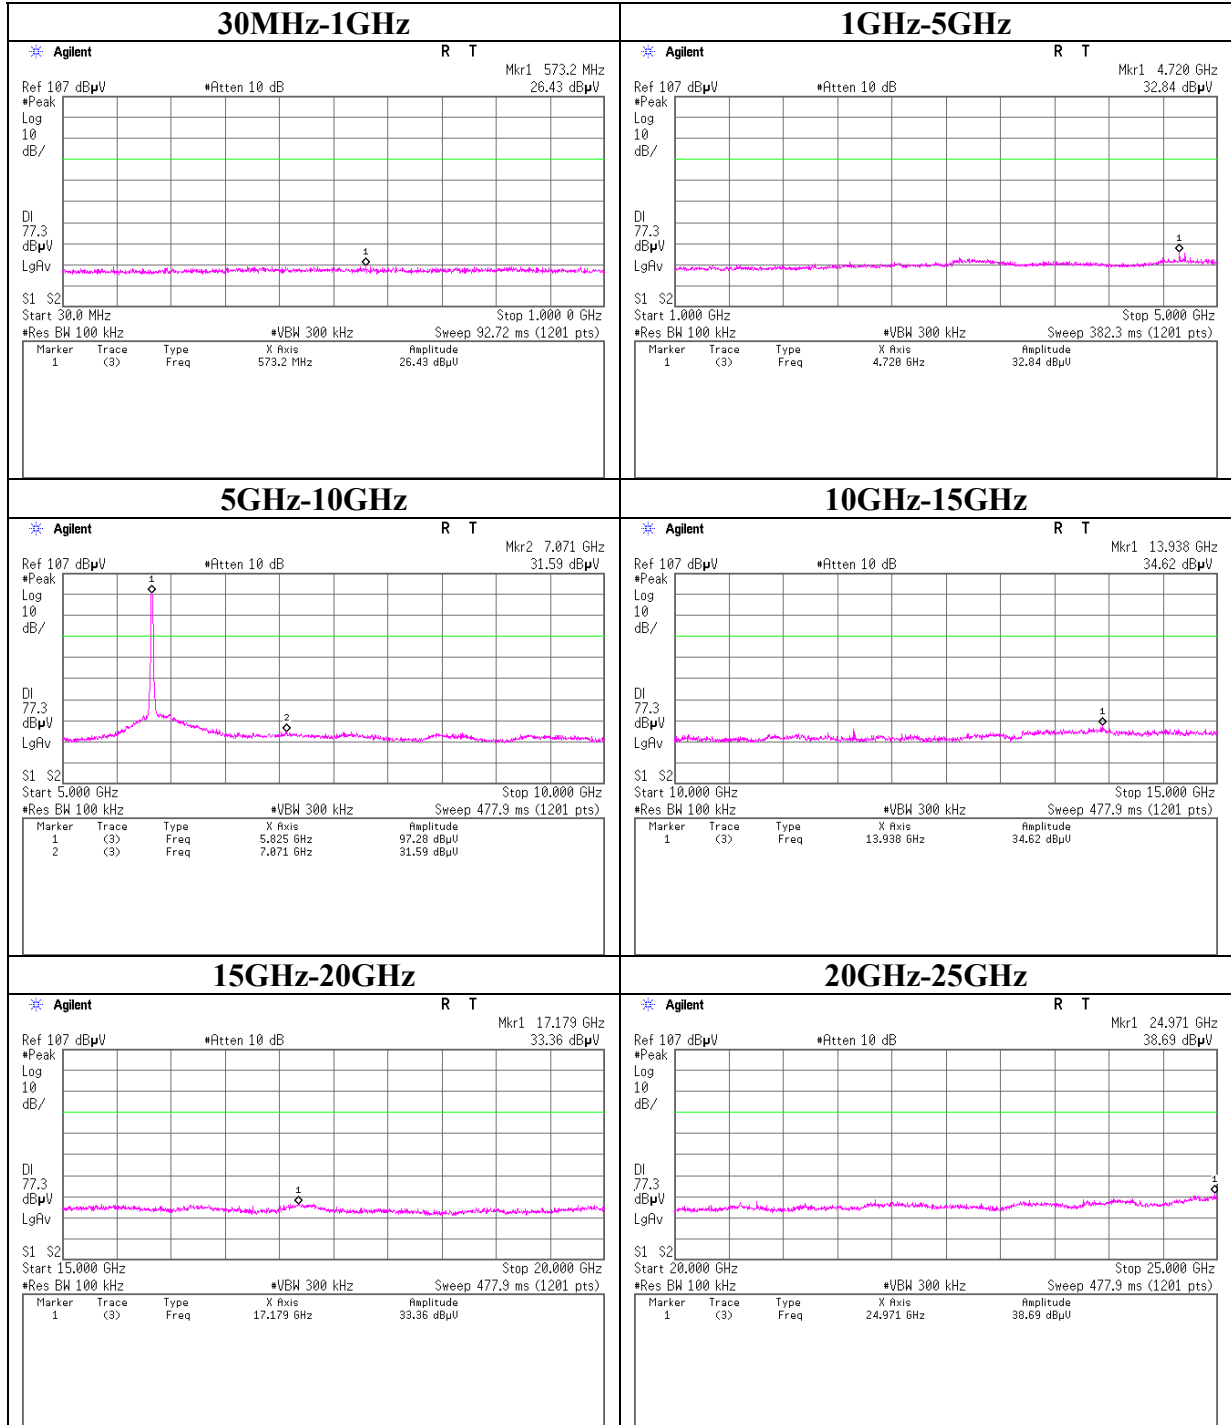 30MHz-1GHz
Agilent R T
Mkr1 573.2 MHz
Ref 107 dBµV #Atten 10 dB 26.43 dBµV
#Peak
Log
10
dB/
1
DI
77.3
dBµV
LgAv
S1 S2
Start 30.0 MHz Stop 1.000 0 GHz
#Res BW 100 kHz #VBW 300 kHz Sweep 92.72 ms (1201 pts)
Marker Trace Type X Axis Amplitude
1 (3) Freq 573.2 MHz 26.43 dBµV
1GHz-5GHz
Agilent R T
Mkr1 4.720 GHz
Ref 107 dBµV #Atten 10 dB 32.84 dBµV
#Peak
Log
10
dB/
1
DI
77.3
dBµV
LgAv
S1 S2
Start 1.000 GHz Stop 5.000 GHz
#Res BW 100 kHz #VBW 300 kHz Sweep 382.3 ms (1201 pts)
Marker Trace Type X Axis Amplitude
1 (3) Freq 4.720 GHz 32.84 dBµV
5GHz-10GHz
Agilent R T
Mkr2 7.071 GHz
Ref 107 dBµV #Atten 10 dB 31.59 dBµV
#Peak
1
Log
10
dB/
DI
77.3
2
dBµV
LgAv
S1 S2
Start 5.000 GHz Stop 10.000 GHz
#Res BW 100 kHz #VBW 300 kHz Sweep 477.9 ms (1201 pts)
Marker Trace Type X Axis Amplitude
1 (3) Freq 5.825 GHz 97.28 dBµV
2 (3) Freq 7.071 GHz 31.59 dBµV
10GHz-15GHz
Agilent R T
Mkr1 13.938 GHz
Ref 107 dBµV #Atten 10 dB 34.62 dBµV
#Peak
Log
10
dB/
DI
77.3
1
dBµV
LgAv
S1 S2
Start 10.000 GHz Stop 15.000 GHz
#Res BW 100 kHz #VBW 300 kHz Sweep 477.9 ms (1201 pts)
Marker Trace Type X Axis Amplitude
1 (3) Freq 13.938 GHz 34.62 dBµV
15GHz-20GHz
Agilent R T
Mkr1 17.179 GHz
Ref 107 dBµV #Atten 10 dB 33.36 dBµV
#Peak
Log
10
dB/
DI
77.3
1
dBµV
LgAv
S1 S2
Start 15.000 GHz Stop 20.000 GHz
#Res BW 100 kHz #VBW 300 kHz Sweep 477.9 ms (1201 pts)
Marker Trace Type X Axis Amplitude
1 (3) Freq 17.179 GHz 33.36 dBµV
20GHz-25GHz
Agilent R T
Mkr1 24.971 GHz
Ref 107 dBµV #Atten 10 dB 38.69 dBµV
#Peak
Log
10
dB/
DI
1
77.3
dBµV
LgAv
S1 S2
Start 20.000 GHz Stop 25.000 GHz
#Res BW 100 kHz #VBW 300 kHz Sweep 477.9 ms (1201 pts)
Marker Trace Type X Axis Amplitude
1 (3) Freq 24.971 GHz 38.69 dBµV